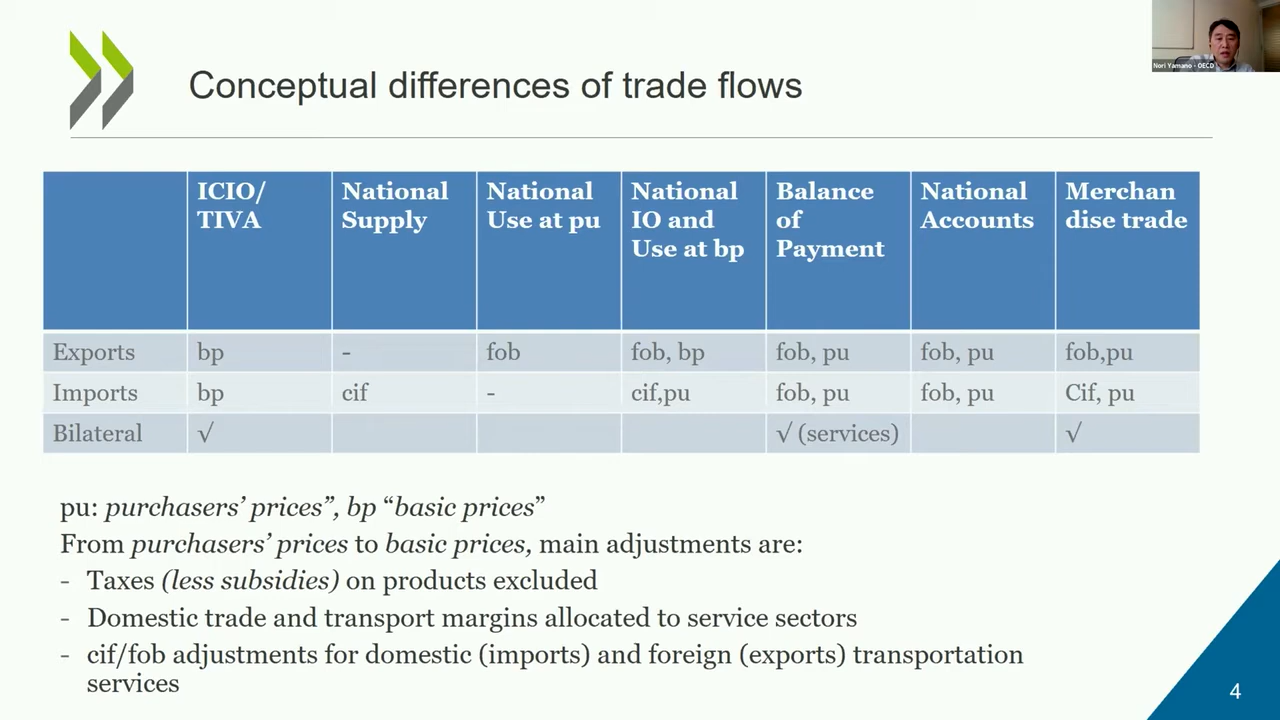 Nori Yamano - OECD
Conceptual differences of trade flows
ICIO/
TIVA
National
Supply
National
Use at pu
National
IO and
Use at bp
Balance
of
Payment
National
Accounts
Merchan
dise trade
Exports bp - fob fob, bp fob, pu fob, pu fob,pu
Imports bp cif - cif,pu fob, pu fob, pu Cif, pu
Bilateral √ √ (services) √
pu: purchasers’ prices”, bp “basic prices”
From purchasers’ prices to basic prices, main adjustments are:
- Taxes (less subsidies) on products excluded
- Domestic trade and transport margins allocated to service sectors
- cif/fob adjustments for domestic (imports) and foreign (exports) transportation
services
4